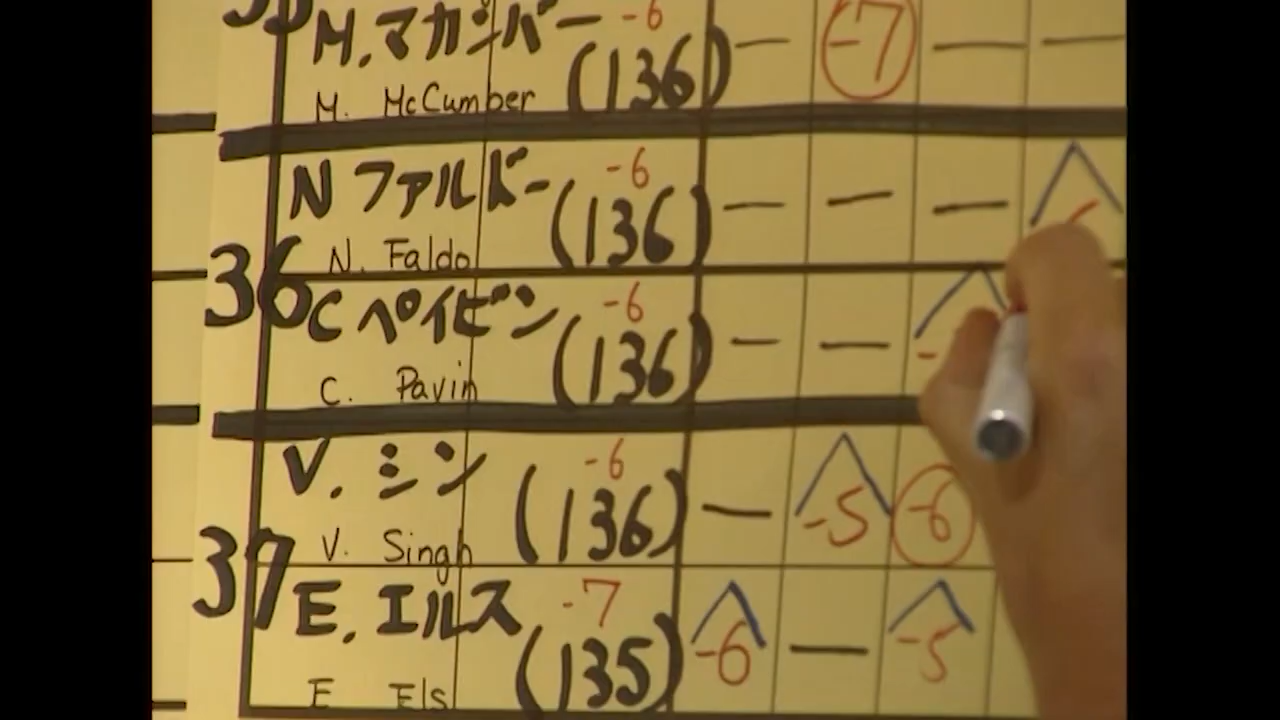 M.マカンバー -6 (136) — -7 — —
M. McCumber
36
N ファルドー -6 (136) — — —
N. Faldo
C ペイビン -6 (136) — —
C. Pavin
37
V. シン -6 (136) — -5 -6
V. Singh
E. エルス -7 (135) -6 — -5
E Els